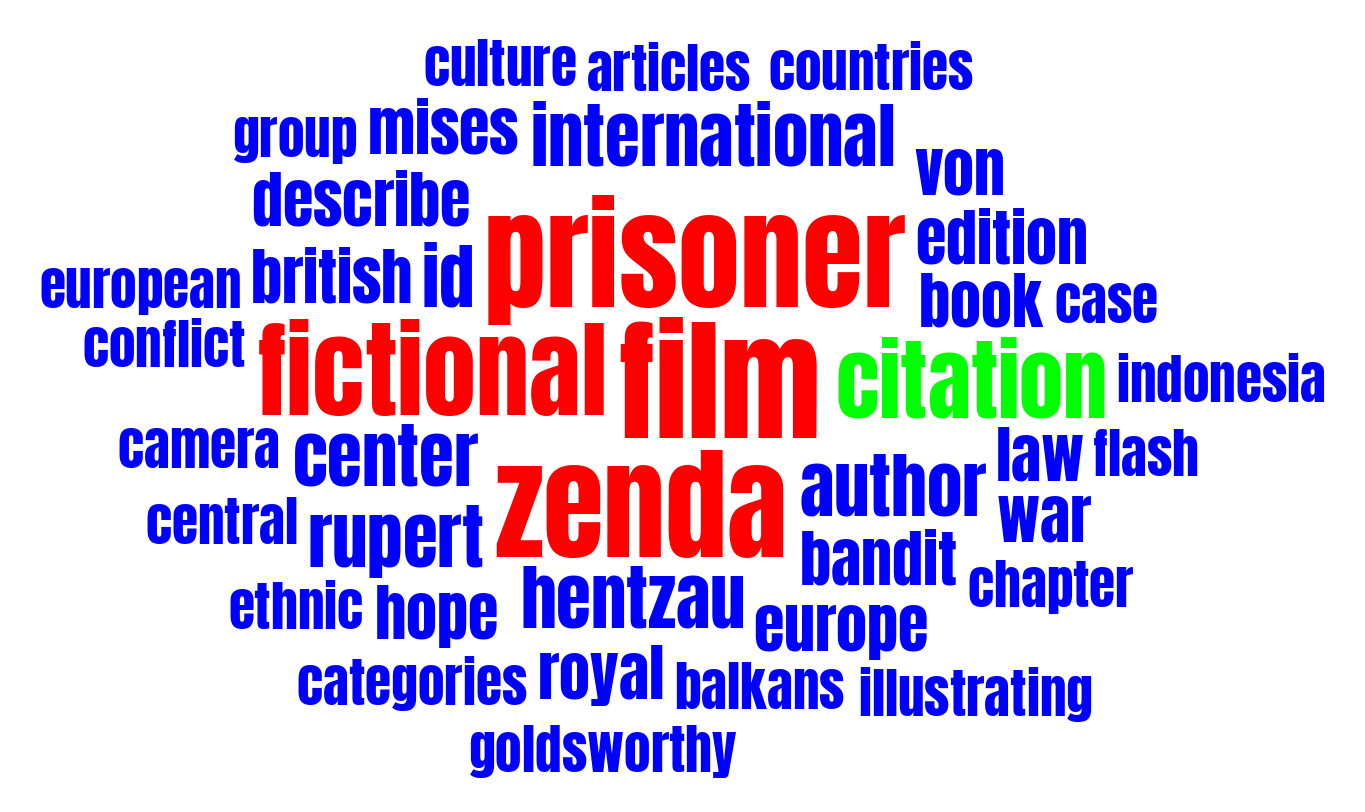 culture articles countries
group mises international
von
describe
prisoner edition
european british id book case
conflict
fictional film citation indonesia
camera center law flash
zenda author
central rupert war
bandit
ethnic hope hentzau europe chapter
categories royal balkans illustrating
goldsworthy